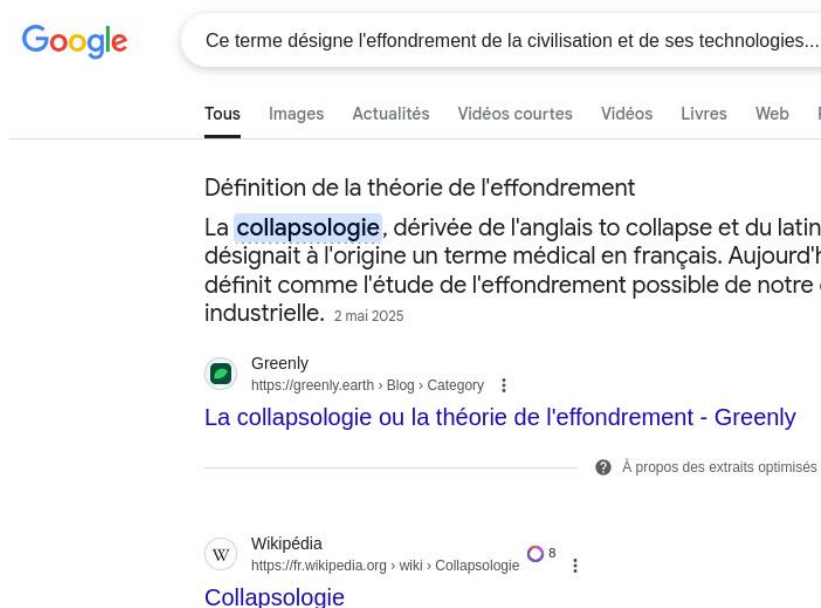 Google
Ce terme désigne l'effondrement de la civilisation et de ses technologies...
Tous Images Actualités Vidéos courtes Vidéos Livres Web
Définition de la théorie de l'effondrement
La collapsologie, dérivée de l'anglais to collapse et du latin
désignait à l'origine un terme médical en français.
définit comme l'étude de l'effondrement possible de notre
industrielle. 2 mai 2025
Greenly
https://greenly.earth › Blog › Category
La collapsologie ou la théorie de l'effondrement - Greenly
À propos des extraits optimisés
W
Wikipédia
https://fr.wikipedia.org › wiki › Collapsologie
8
Collapsologie